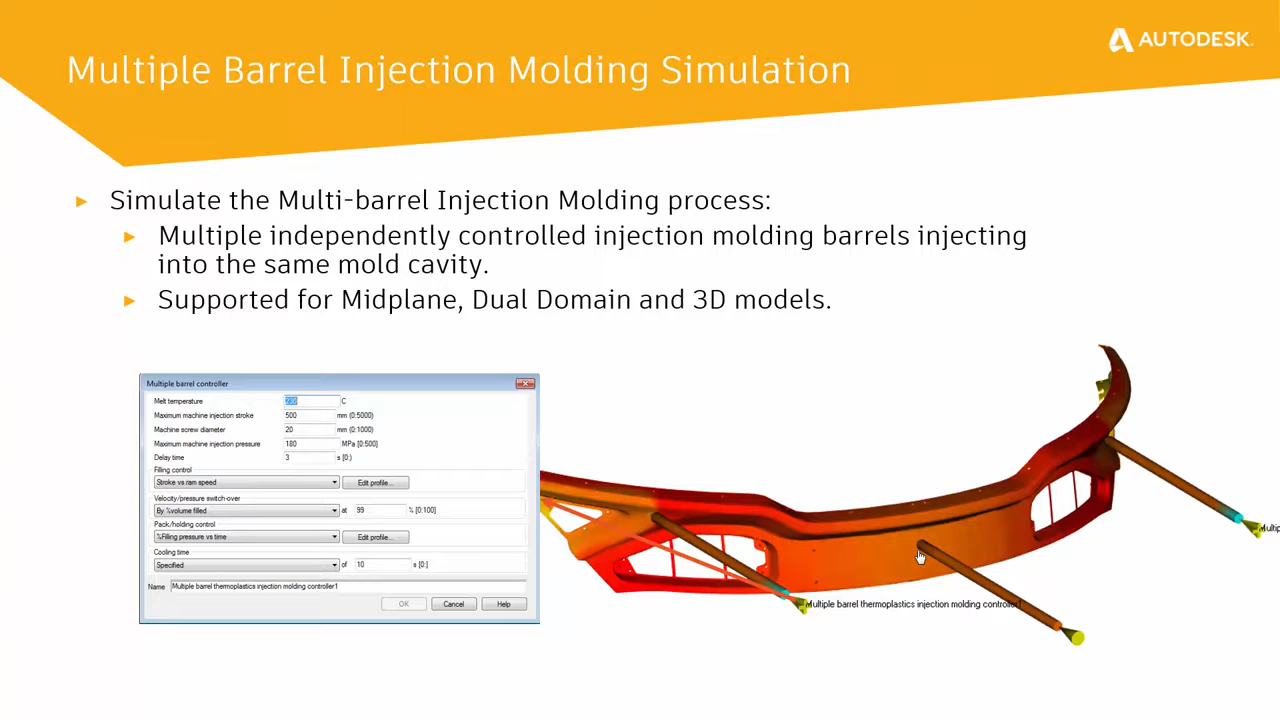 AUTODESK.
Multiple Barrel Injection Molding Simulation
Simulate the Multi-barrel Injection Molding process:
Multiple independently controlled injection molding barrels injecting
into the same mold cavity.
Supported for Midplane, Dual Domain and 3D models.
Multiple barrel controller
Melt temperature 230 C
Maximum machine injection stroke 500 mm (0:5000)
Machine screw diameter 20 mm (0:1000)
Maximum machine injection pressure 180 MPa [0:500)
Delay time 3 s [0:)
Filling control
Stroke vs ram speed Edit profile...
Velocity/pressure switch-over
By %volume filled at 99 % [0:100]
Pack/holding control
%Filling pressure vs time Edit profile...
Cooling time
Specified of 10 s [0:]
Name Multiple barrel thermoplastics injection molding controller1
OK Cancel Help
Multip
Multiple barrel thermoplastics injection molding controller1